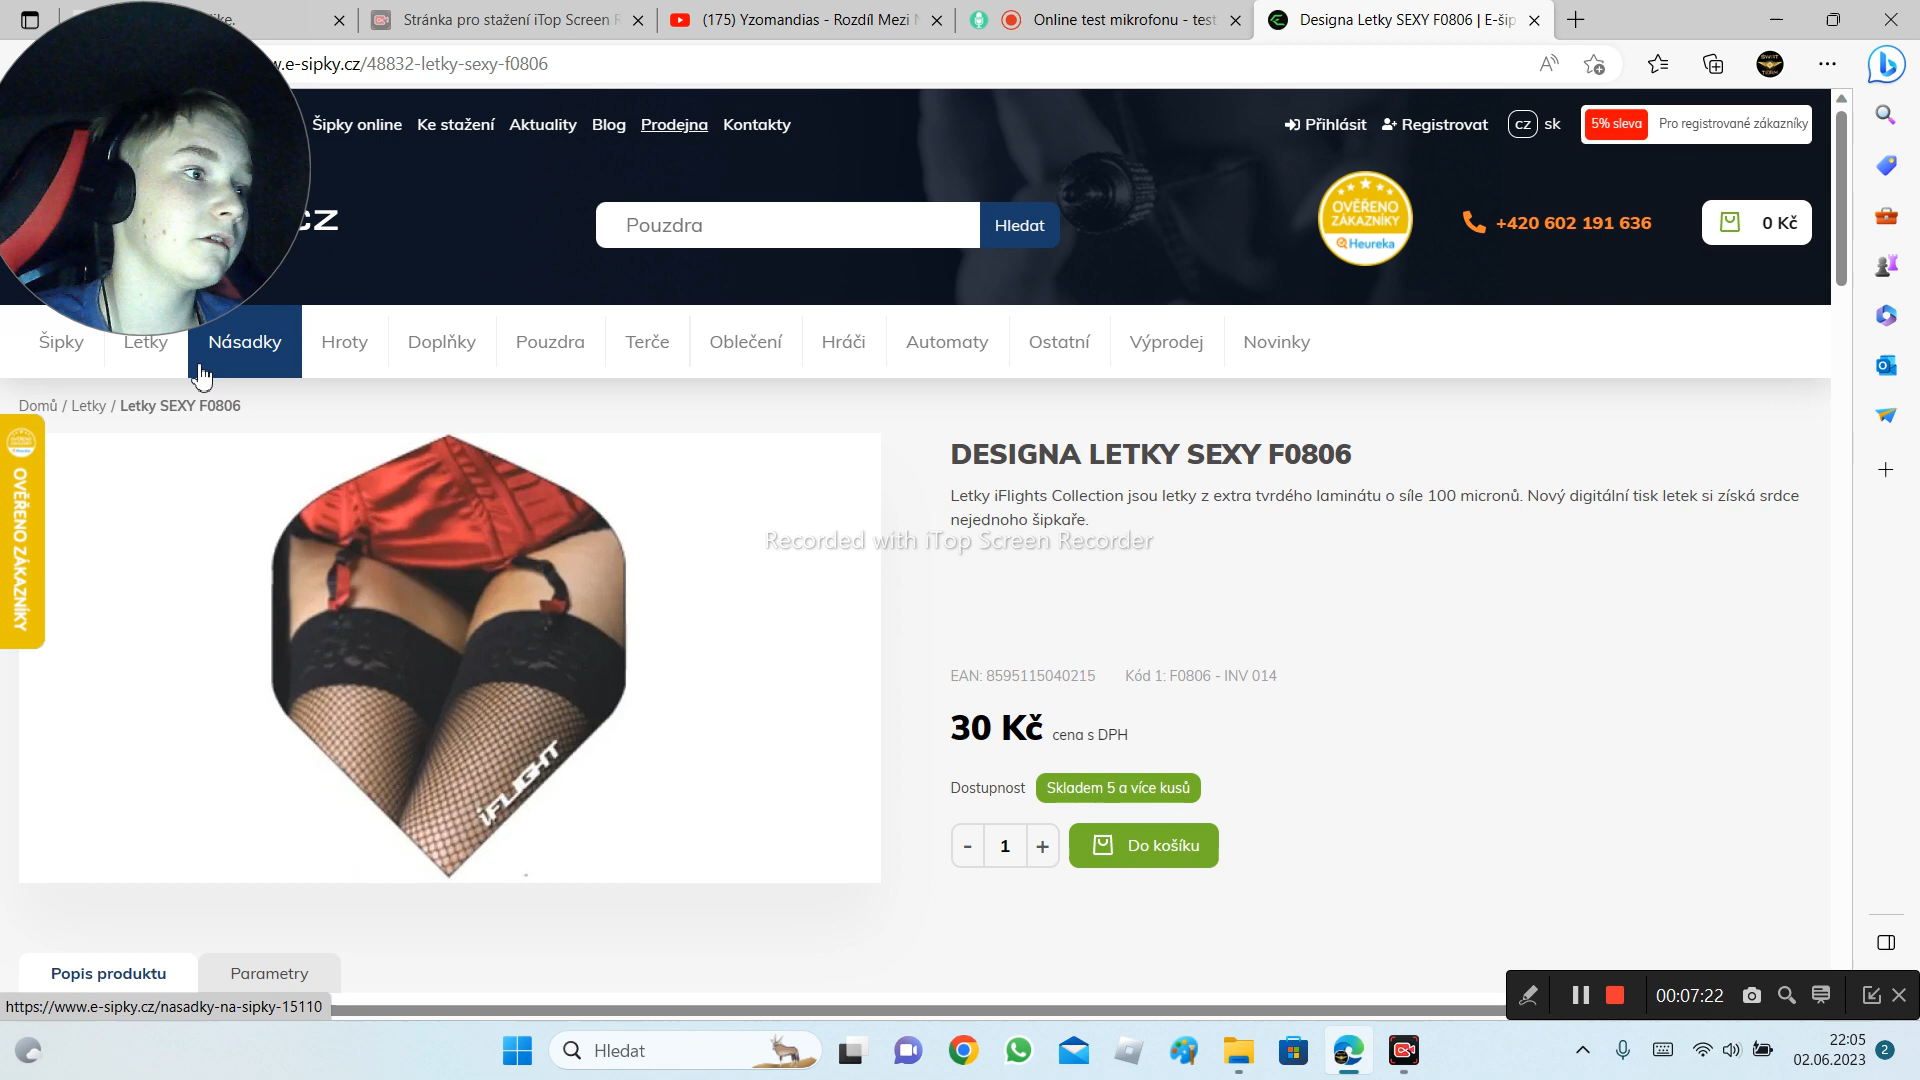 Stránka pro stažení iTop Screen R
(175) Yzomandias - Rozdíl Mezi
Online test mikrofonu - test
Designa Letky SEXY F0806 | E-šip
.e-sipky.cz/48832-letky-sexy-f0806
Šipky online Ke stažení Aktuality Blog Prodejna Kontakty
Přihlásit Registrovat cz sk 5% sleva Pro registrované zákazníky
cz
Pouzdra
Hledat
OVĚŘENO
ZÁKAZNÍKY
Heureka
+420 602 191 636
0 Kč
Šipky Letky Násadky Hroty Doplňky Pouzdra Terče Oblečení Hráči Automaty Ostatní Výprodej Novinky
Domů / Letky / Letky SEXY F0806
OVĚŘENO ZÁKAZNÍKY
iFLIGHT
DESIGNA LETKY SEXY F0806
Letky iFlights Collection jsou letky z extra tvrdého laminátu o síle 100 micronů. Nový digitální tisk letek si získá srdce
nejednoho šipkaře.
Recorded with iTop Screen Recorder
EAN: 8595115040215 Kód 1: F0806 - INV 014
30 Kč cena s DPH
Dostupnost Skladem 5 a více kusů
- 1 + Do košíku
Popis produktu Parametry
https://www.e-sipky.cz/nasadky-na-sipky-15110
00:07:22
Hledat
22:05
02.06.2023
2